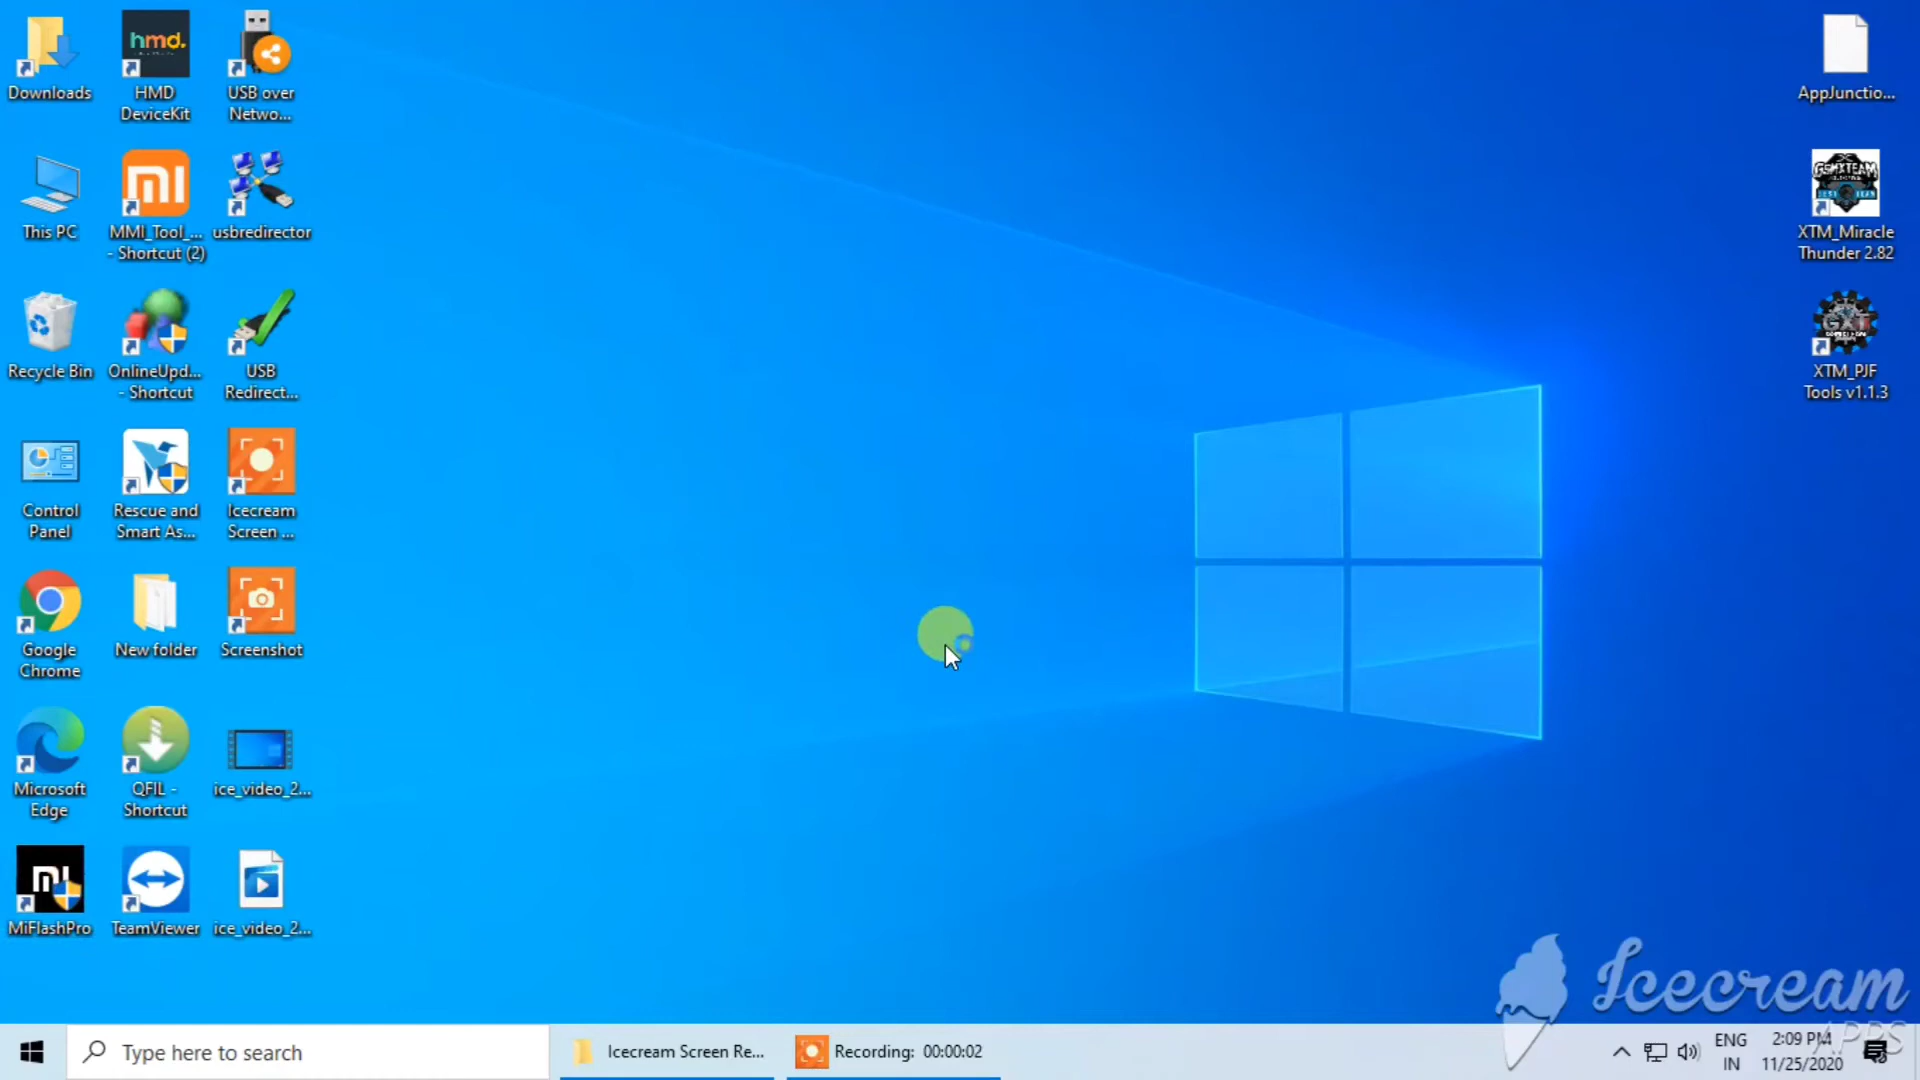 Downloads
hmd.
HMD
DeviceKit
USB over
Netwo...
AppJunctio...
This PC
MMI_Tool_...
- Shortcut (2)
usbredirector
GSMXTEAM
XTM_Miracle
Thunder 2.82
Recycle Bin
OnlineUpd...
- Shortcut
USB
Redirect...
GXT
XTM_PJF
Tools v1.1.3
Control
Panel
Rescue and
Smart As...
Icecream
Screen ...
Google
Chrome
New folder
Screenshot
Microsoft
Edge
QFIL -
Shortcut
ice_video_2...
MiFlashPro
TeamViewer
ice_video_2...
Icecream
APPS
Type here to search
Icecream Screen Re...
Recording: 00:00:02
ENG
IN
2:09 PM
11/25/2020